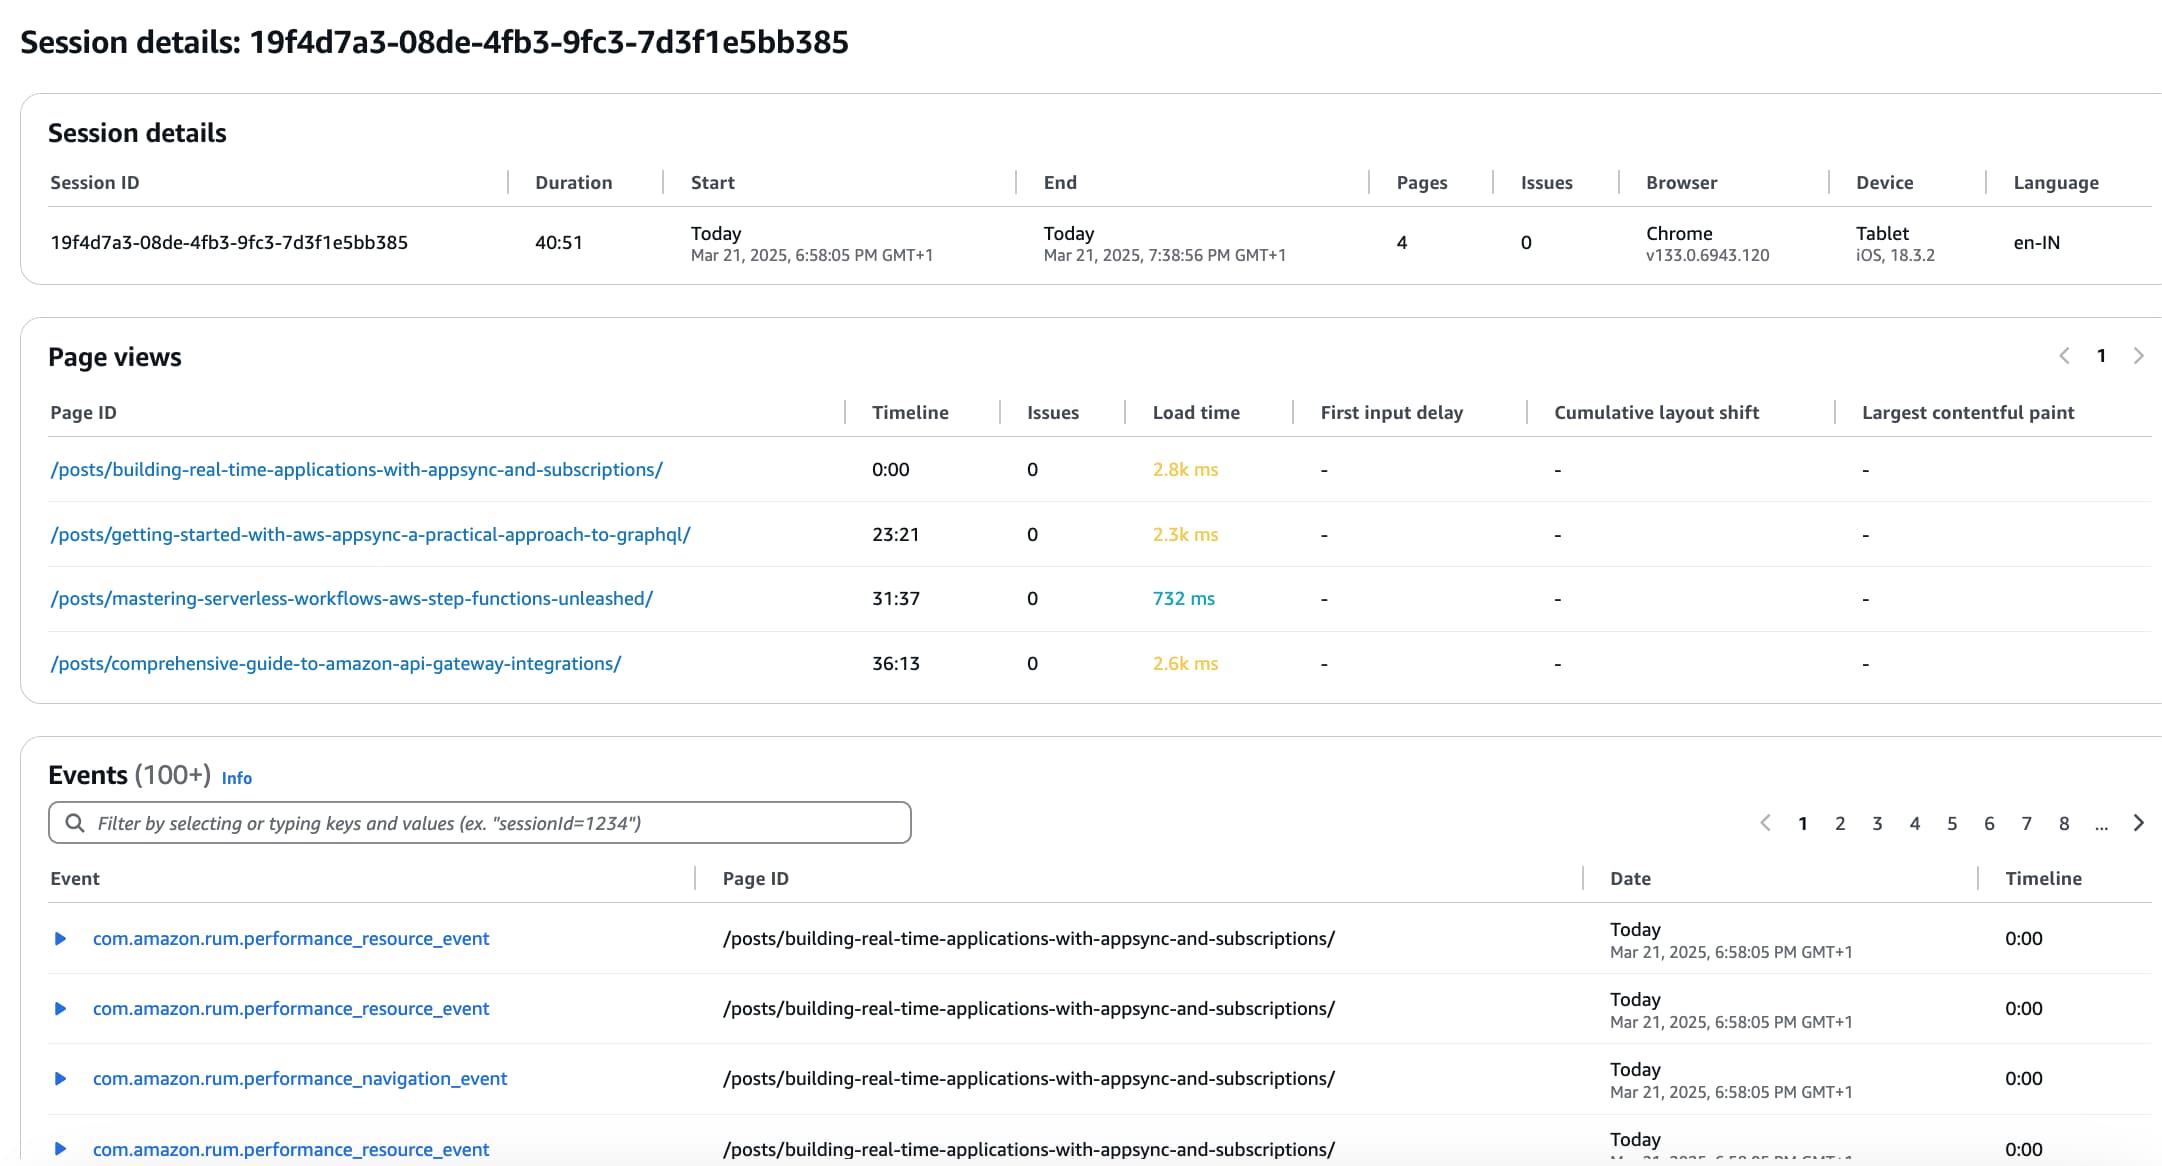 Session details: 19f4d7a3-08de-4fb3-9fc3-7d3f1e5bb385
Session details
Session ID Duration Start End Pages Issues Browser Device Language
19f4d7a3-08de-4fb3-9fc3-7d3f1e5bb385 40:51 Today Today 4 0 Chrome Tablet en-IN
Mar 21, 2025, 6:58:05 PM GMT+1 Mar 21, 2025, 7:38:56 PM GMT+1 v133.0.6943.120 iOS, 18.3.2
Page views 1
Page ID Timeline Issues Load time First input delay Cumulative layout shift Largest contentful paint
/posts/building-real-time-applications-with-appsync-and-subscriptions/ 0:00 0 2.8k ms - - -
/posts/getting-started-with-aws-appsync-a-practical-approach-to-graphql/ 23:21 0 2.3k ms - - -
/posts/mastering-serverless-workflows-aws-step-functions-unleashed/ 31:37 0 732 ms - - -
/posts/comprehensive-guide-to-amazon-api-gateway-integrations/ 36:13 0 2.6k ms - - -
Events (100+) Info
Filter by selecting or typing keys and values (ex. "sessionId=1234") 1 2 3 4 5 6 7 8 ...
Event Page ID Date Timeline
com.amazon.rum.performance_resource_event /posts/building-real-time-applications-with-appsync-and-subscriptions/ Today 0:00
Mar 21, 2025, 6:58:05 PM GMT+1
com.amazon.rum.performance_resource_event /posts/building-real-time-applications-with-appsync-and-subscriptions/ Today 0:00
Mar 21, 2025, 6:58:05 PM GMT+1
com.amazon.rum.performance_navigation_event /posts/building-real-time-applications-with-appsync-and-subscriptions/ Today 0:00
Mar 21, 2025, 6:58:05 PM GMT+1
com.amazon.rum.performance_resource_event /posts/building-real-time-applications-with-appsync-and-subscriptions/ Today 0:00